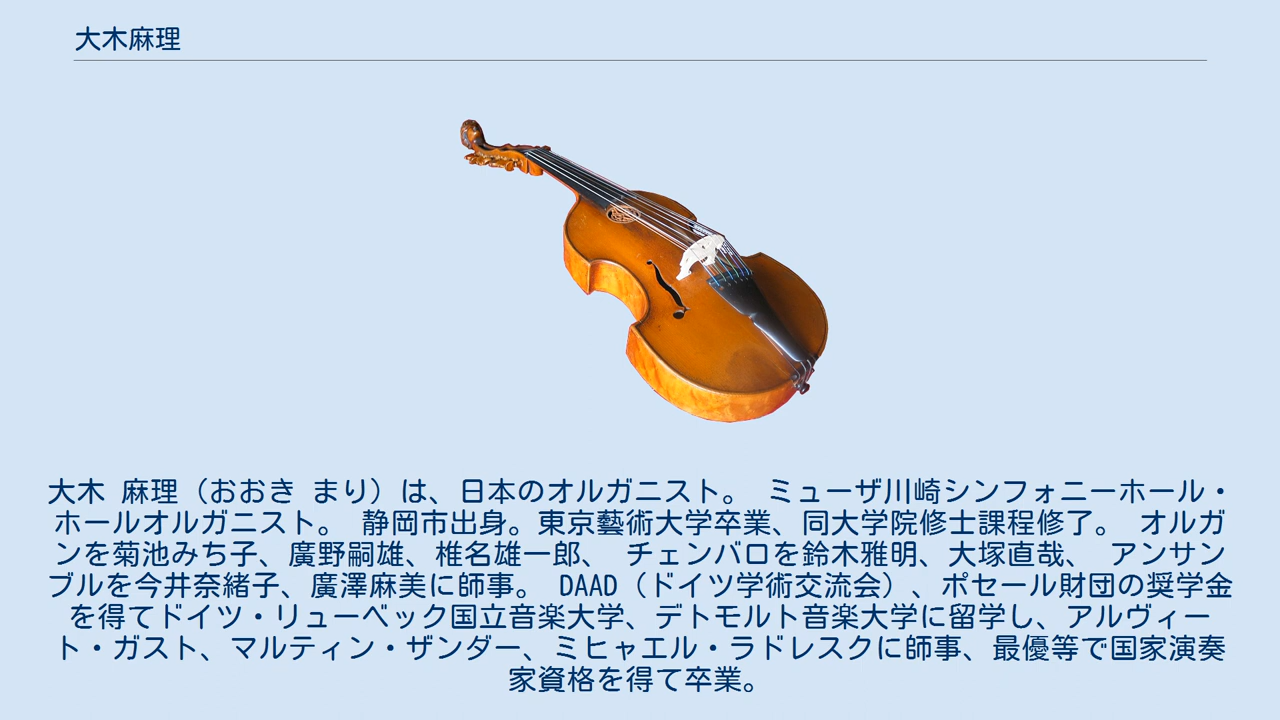 大木麻理
大木 麻理（おおき まり）は、日本のオルガニスト。 ミューザ川崎シンフォニーホール・
ホールオルガニスト。 静岡市出身。東京藝術大学卒業、同大学院修士課程修了。 オルガ
ンを菊池みち子、廣野嗣雄、椎名雄一郎、 チェンバロを鈴木雅明、大塚直哉、 アンサン
ブルを今井奈緒子、廣澤麻美に師事。 DAAD（ドイツ学術交流会）、ポセール財団の奨学金
を得てドイツ・リューベック国立音楽大学、デトモルト音楽大学に留学し、アルヴィー
ト・ガスト、マルティン・ザンダー、ミヒャエル・ラドレスクに師事、最優等で国家演奏
家資格を得て卒業。